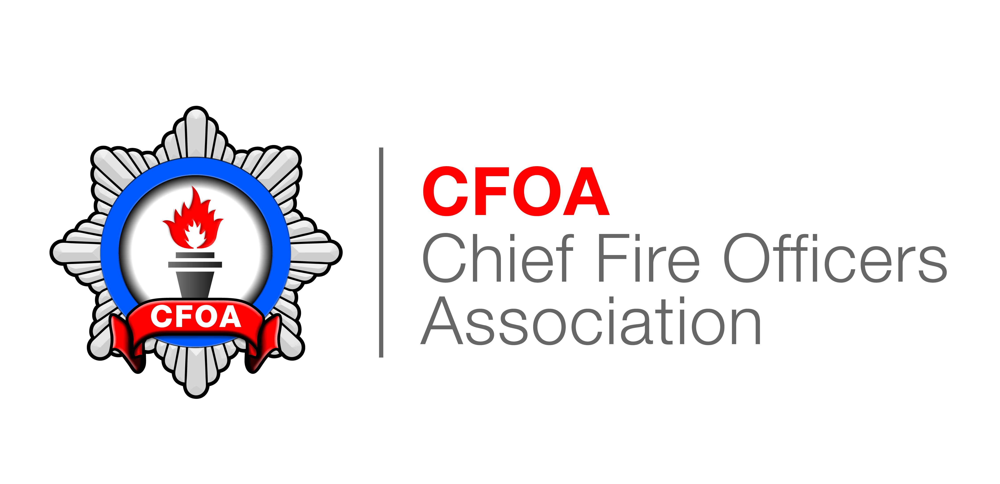 CFOA
CFOA
Chief Fire Officers
Association